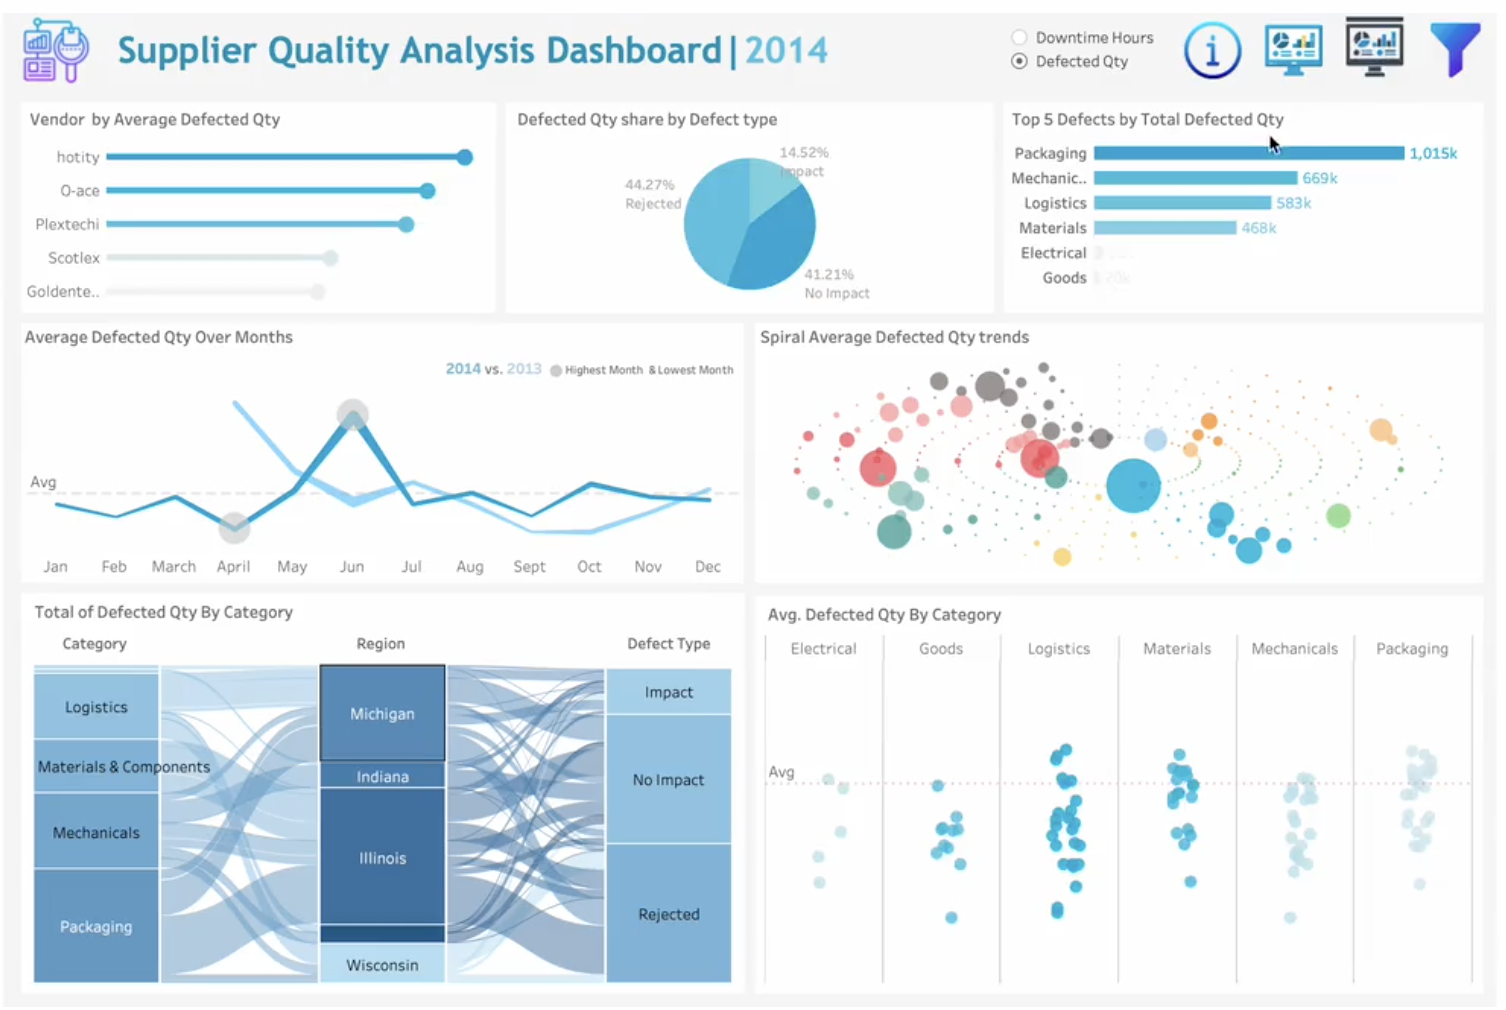 Supplier Quality Analysis Dashboard | 2014
Downtime Hours
Defected Qty
Vendor by Average Defected Qty
hotity
O-ace
Plextechi
Scotlex
Goldente..
Defected Qty share by Defect type
14.52%
Impact
44.27%
Rejected
41.21%
No Impact
Top 5 Defects by Total Defected Qty
Packaging 1,015k
Mechanic.. 669k
Logistics 583k
Materials 468k
Electrical
Goods
Average Defected Qty Over Months
2014 vs. 2013 Highest Month & Lowest Month
Avg
Jan Feb March April May Jun Jul Aug Sept Oct Nov Dec
Spiral Average Defected Qty trends
Total of Defected Qty By Category
Category Region Defect Type
Logistics
Materials & Components
Mechanicals
Packaging
Michigan
Indiana
Illinois
Wisconsin
Impact
No Impact
Rejected
Avg. Defected Qty By Category
Electrical Goods Logistics Materials Mechanicals Packaging
Avg